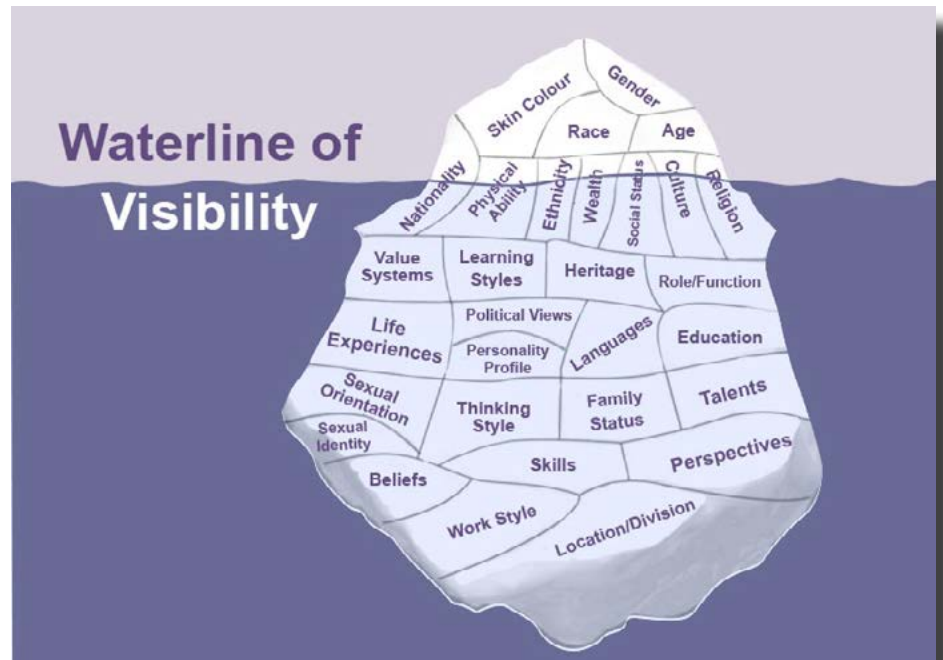 Waterline of
Visibility
Skin Colour
Gender
Race
Age
Nationality
Physical
Ability
Ethnicity
Wealth
Social Status
Culture
Religion
Value
Systems
Learning
Styles
Heritage
Role/Function
Life
Experiences
Political Views
Personality
Profile
Languages
Education
Sexual
Orientation
Sexual
Identity
Thinking
Style
Family
Status
Talents
Beliefs
Skills
Perspectives
Work Style
Location/Division